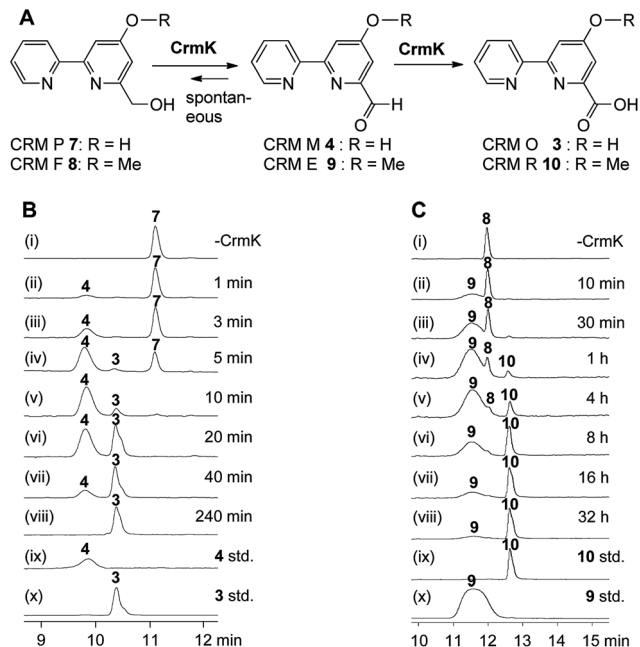 A
O R O R O R
CrmK CrmK
N N OH N N H N N OH
spontan-
eous
O O
CRM P 7: R = H CRM M 4 : R = H CRM O 3 : R = H
CRM F 8: R = Me CRM E 9 : R = Me CRM R 10 : R = Me
B
7
(i) -CrmK
4 7
(ii) 1 min
4 7
(iii) 3 min
4 3 7
(iv) 5 min
4 3
(v) 10 min
4 3
(vi) 20 min
4 3
(vii) 40 min
3
(viii) 240 min
4
(ix) 4 std.
3
(x) 3 std.
9 10 11 12 min
C
8
(i) -CrmK
9 8
(ii) 10 min
9 8
(iii) 30 min
9 8 10
(iv) 1 h
9 8 10
(v) 4 h
9 10
(vi) 8 h
9 10
(vii) 16 h
9 10
(viii) 32 h
10
(ix) 10 std.
9
(x) 9 std.
10 11 12 13 14 15 min